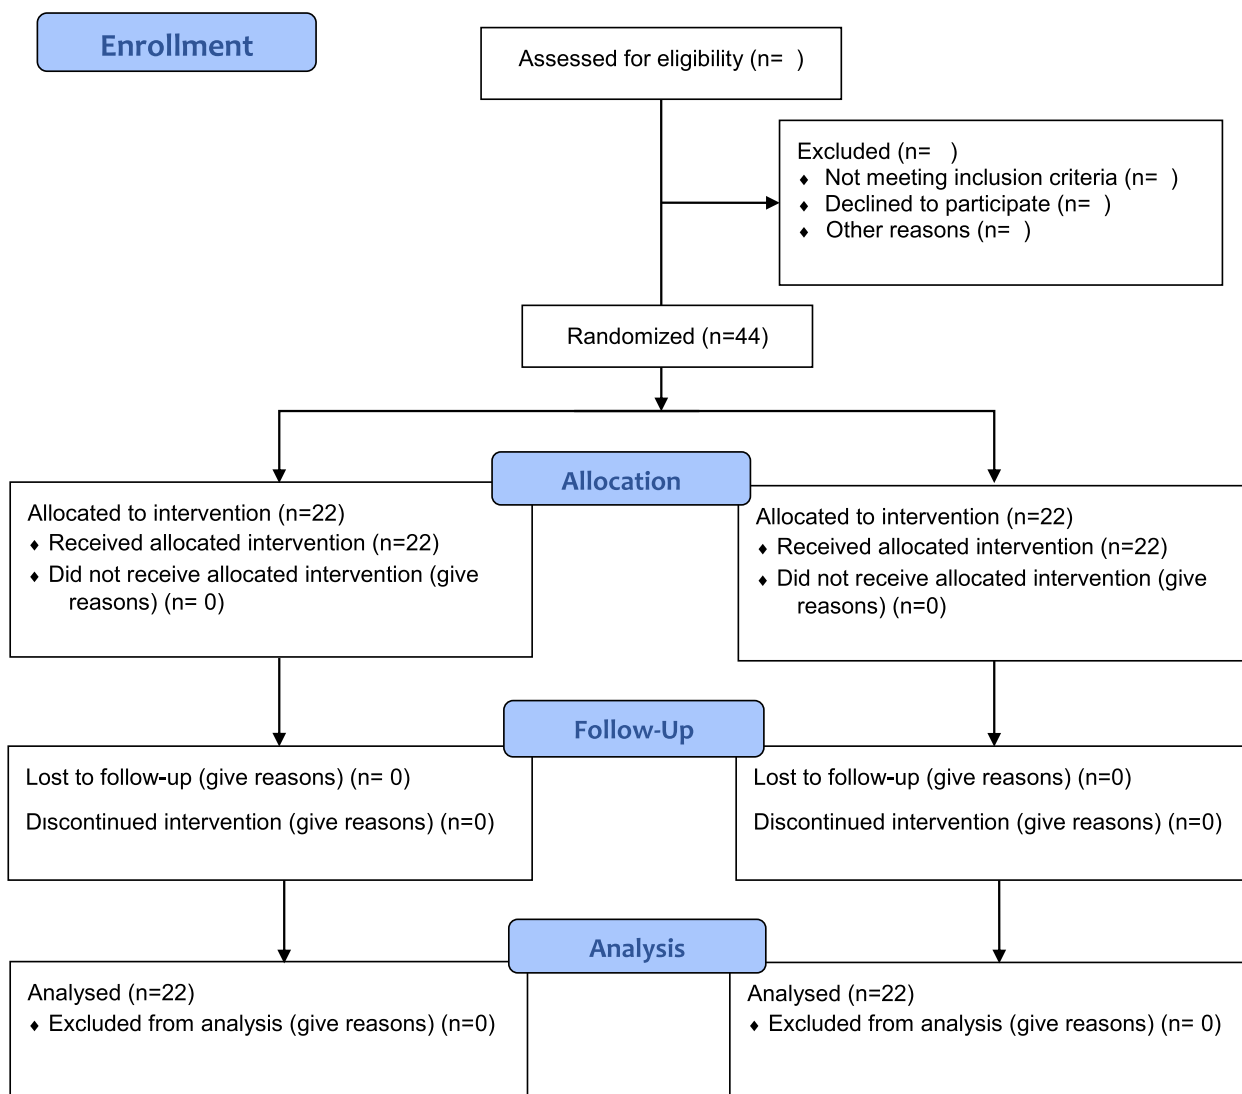 Enrollment
Assessed for eligibility (n=  )
Excluded (n=   )
♦ Not meeting inclusion criteria (n=  )
♦ Declined to participate (n=  )
♦ Other reasons (n=  )
Randomized (n=44)
Allocation
Allocated to intervention (n=22)
♦ Received allocated intervention (n=22)
♦ Did not receive allocated intervention (give
reasons) (n= 0)
Allocated to intervention (n=22)
♦ Received allocated intervention (n=22)
♦ Did not receive allocated intervention (give
reasons) (n=0)
Follow-Up
Lost to follow-up (give reasons) (n= 0)
Discontinued intervention (give reasons) (n=0)
Lost to follow-up (give reasons) (n=0)
Discontinued intervention (give reasons) (n=0)
Analysis
Analysed (n=22)
♦ Excluded from analysis (give reasons) (n=0)
Analysed (n=22)
♦ Excluded from analysis (give reasons) (n= 0)